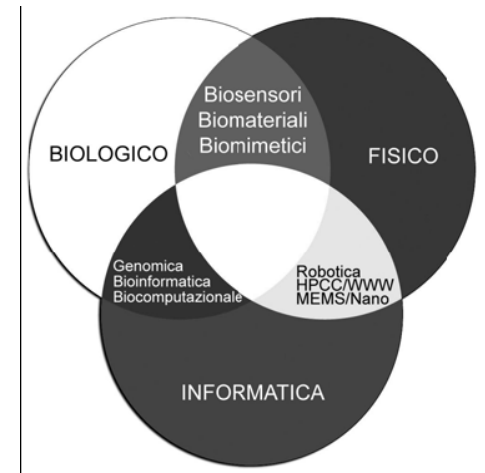 Biosensori
Biomateriali
Biomimetici
BIOLOGICO
FISICO
Genomica
Bioinformatica
Biocomputazionale
Robotica
HPCC/WWW
MEMS/Nano
INFORMATICA